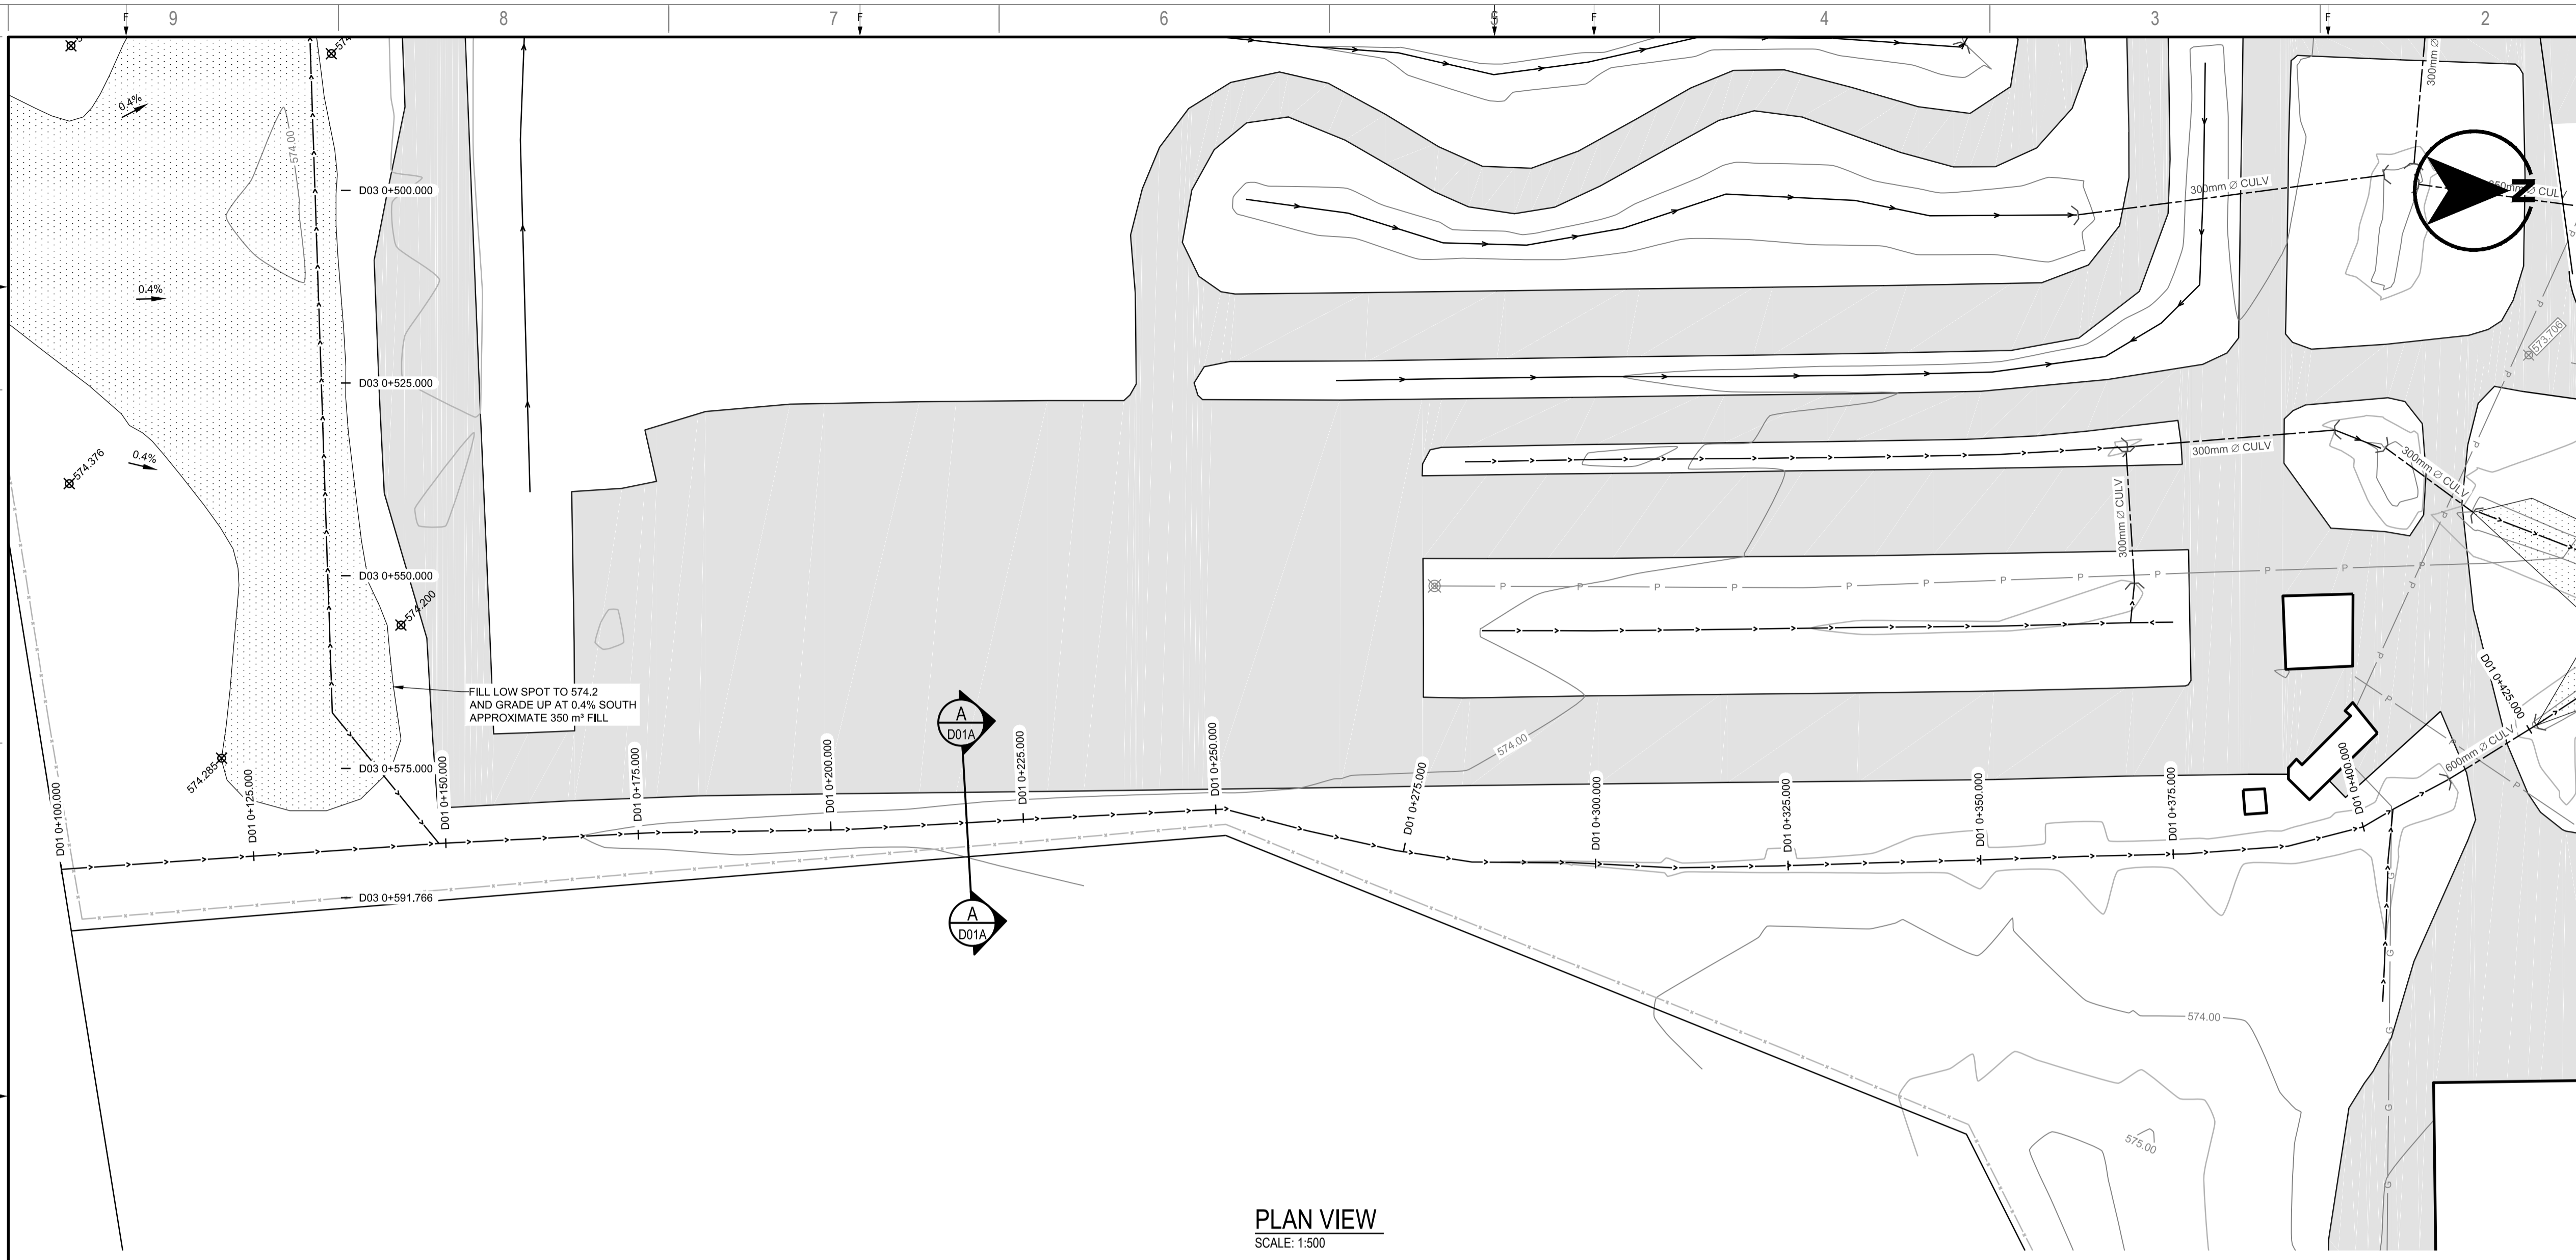 9 8 7 6 5 4 3 2
F F F F
0.4%
574.00
D03 0+500.000
0.4%
300mm Ø CULV
300mm Ø
N
CULV
573.706
D03 0+525.000
574.376
0.4%
300mm Ø CULV
300mm Ø CULV
300mm Ø CULV
D03 0+550.000
574.200
P P P P P P P P P P P
FILL LOW SPOT TO 574.2
AND GRADE UP AT 0.4% SOUTH
APPROXIMATE 350 m³ FILL
A
D01A
574.00
574.285
D03 0+575.000
D01 0+100.000
D01 0+125.000
D01 0+150.000
D01 0+175.000
D01 0+200.000
D01 0+225.000
D01 0+250.000
D01 0+275.000
D01 0+300.000
D01 0+325.000
D01 0+350.000
D01 0+375.000
D01 0+400.000
D01 0+425.000
600mm Ø CULV
D03 0+591.766
A
D01A
G G G G G
574.00
575.00
PLAN VIEW
SCALE: 1:500